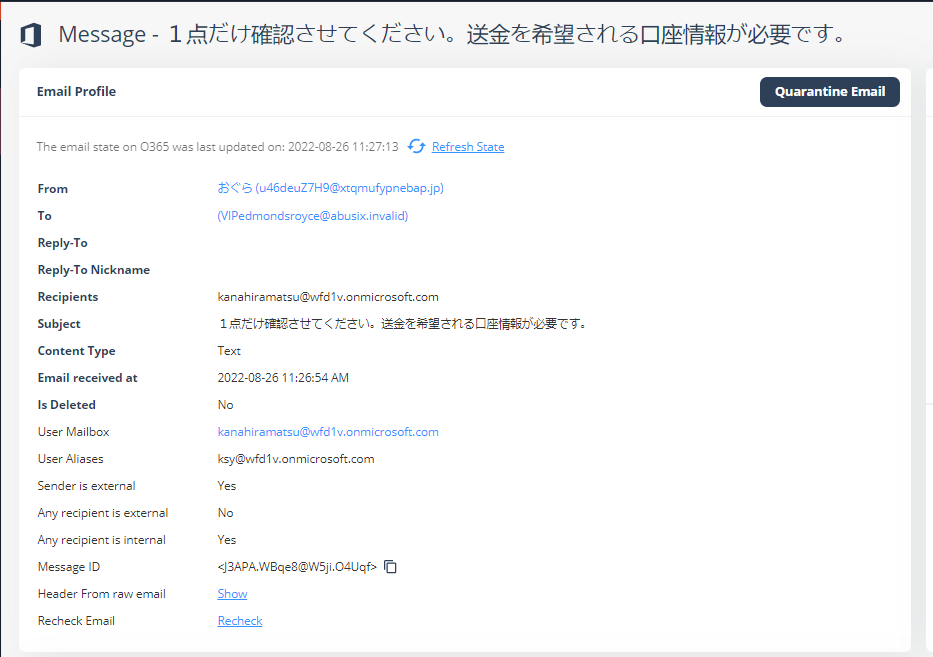 Message - １点だけ確認させてください。送金を希望される口座情報が必要です。
Email Profile
Quarantine Email
The email state on O365 was last updated on: 2022-08-26 11:27:13 Refresh State
From おぐら (u46deuZ7H9@xtqmufypnebap.jp)
To (VIPedmondsroyce@abusix.invalid)
Reply-To
Reply-To Nickname
Recipients kanahiramatsu@wfd1v.onmicrosoft.com
Subject １点だけ確認させてください。送金を希望される口座情報が必要です。
Content Type Text
Email received at 2022-08-26 11:26:54 AM
Is Deleted No
User Mailbox kanahiramatsu@wfd1v.onmicrosoft.com
User Aliases ksy@wfd1v.onmicrosoft.com
Sender is external Yes
Any recipient is external No
Any recipient is internal Yes
Message ID <J3APA.WBqe8@W5ji.O4Uqf>
Header From raw email Show
Recheck Email Recheck